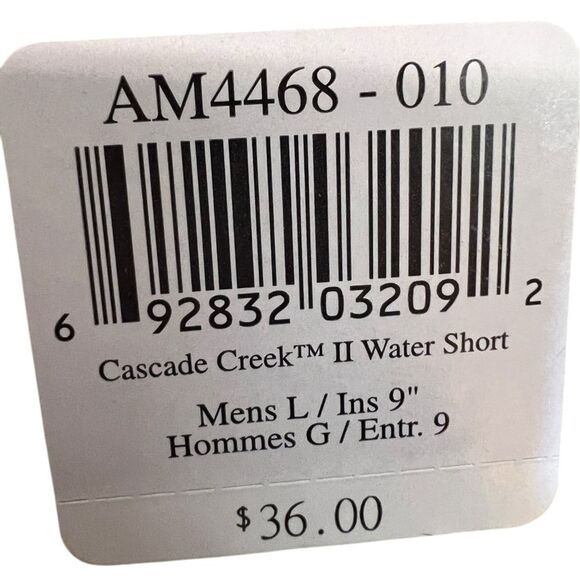 AM4468 - 010
6 92832 03209 2
Cascade Creek™ II Water Short
Mens L / Ins 9"
Hommes G / Entr. 9
$36.00